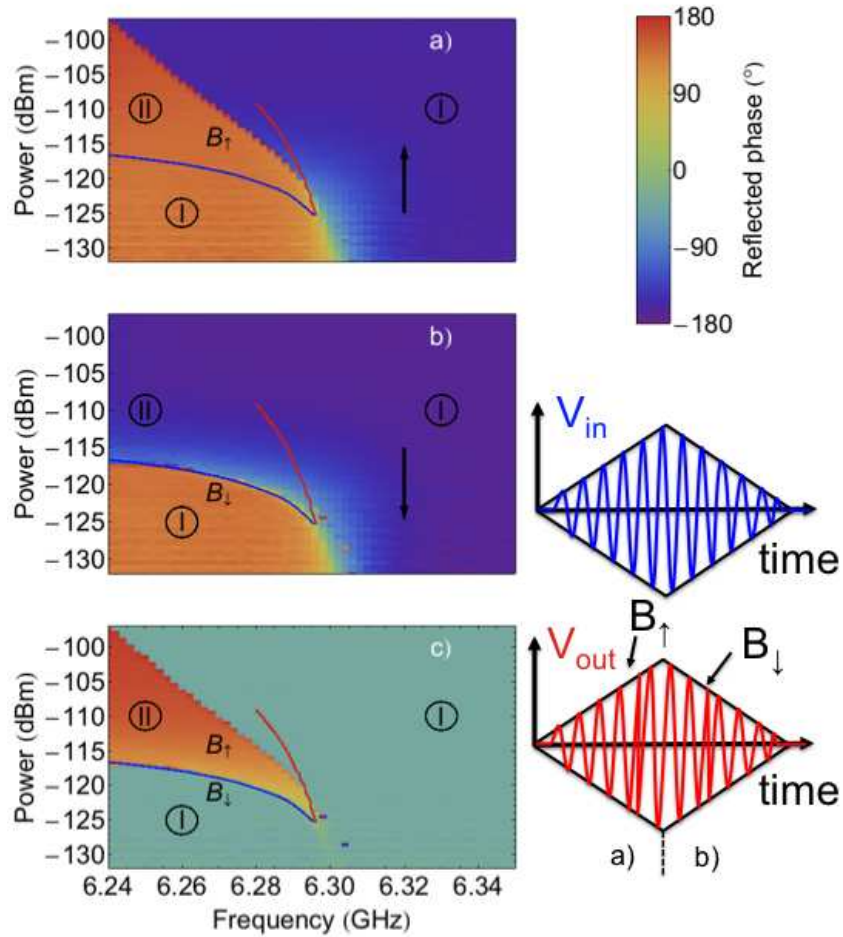 a)
Power (dBm)
−100
−105
−110
−115
−120
−125
−130
II
I
B↑
I
180
90
0
−90
−180
Reflected phase (°)
b)
Power (dBm)
−100
−105
−110
−115
−120
−125
−130
II
I
B↓
I
Vin
time
c)
Power (dBm)
−100
−105
−110
−115
−120
−125
−130
II
I
B↑
B↓
I
6.24 6.26 6.28 6.30 6.32 6.34
Frequency (GHz)
B↑
Vout
B↓
time
a) b)